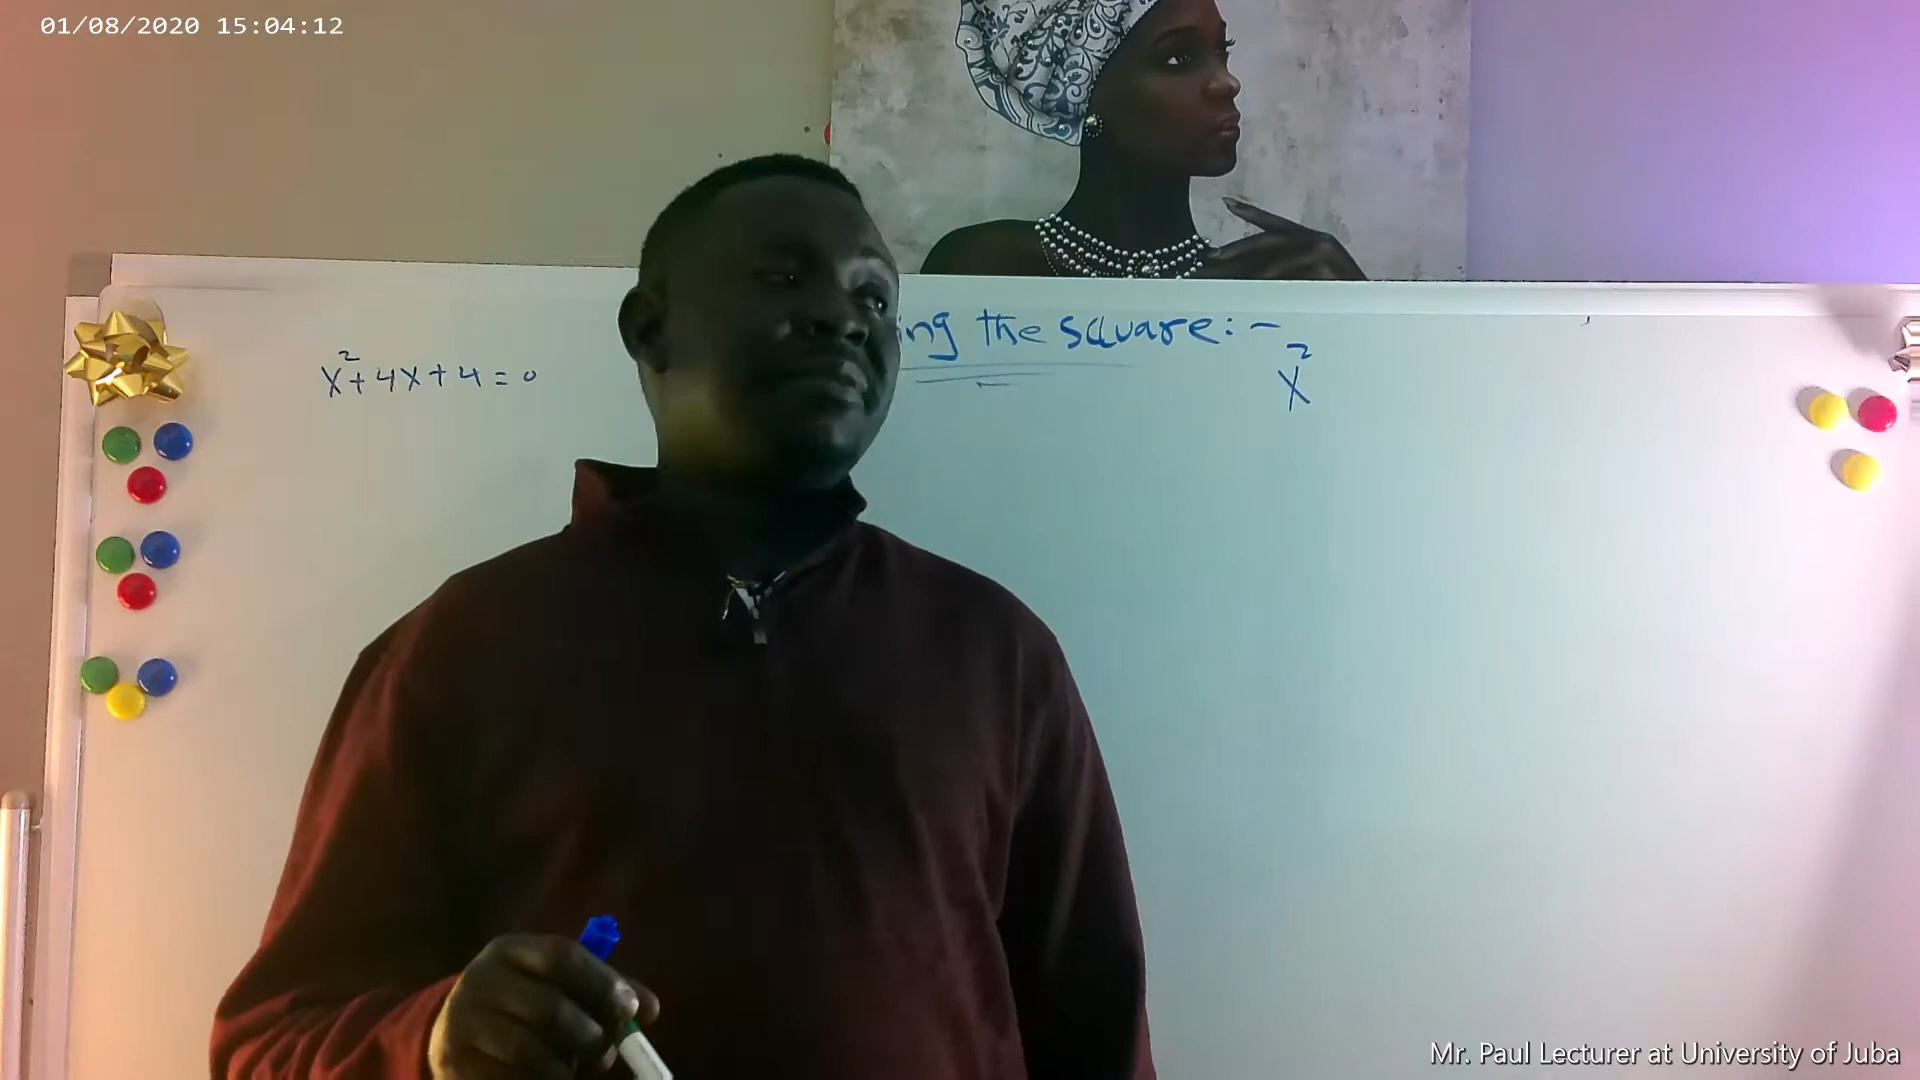 01/08/2020 15:04:12
ing the square:-
x²+4x+4=0
x²
Mr. Paul Lecturer at University of Juba